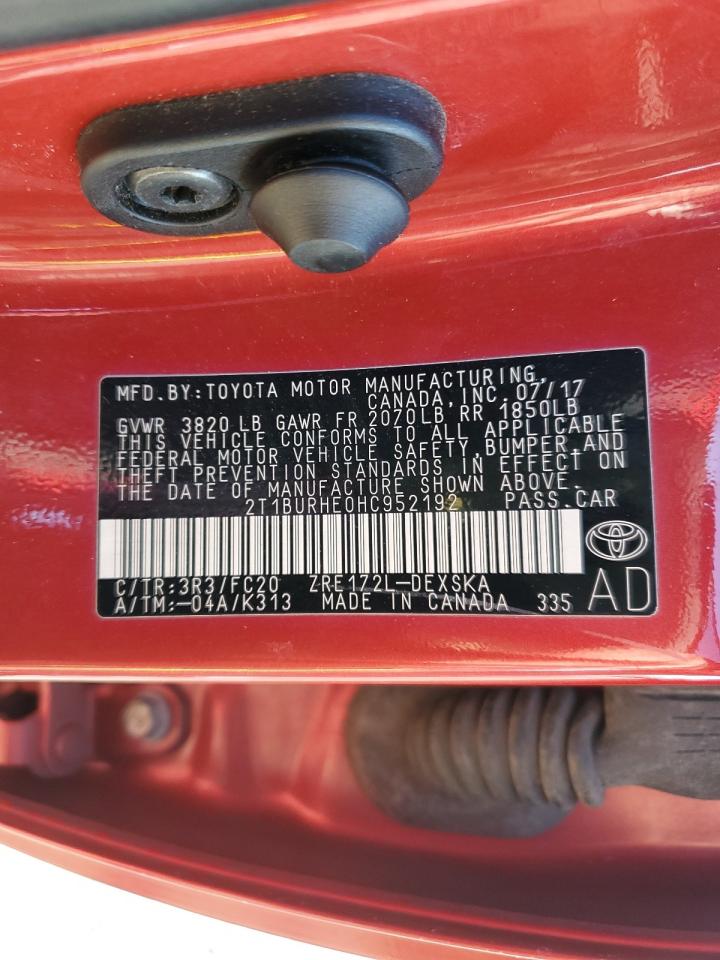 MFD.BY:TOYOTA MOTOR MANUFACTURING,
CANADA,INC. 07/17
GVWR 3820 LB GAWR FR 2070LB, RR 1850LB
THIS VEHICLE CONFORMS TO ALL APPLICABLE
FEDERAL MOTOR VEHICLE SAFETY,BUMPER,AND
THEFT PREVENTION STANDARDS IN EFFECT ON
THE DATE OF MANUFACTURE SHOWN ABOVE.
2T1BURHE0HC952192 PASS.CAR
C/TR:3R3/FC20 ZRE172L-DEXSKA
A/TM:-04A/K313 MADE IN CANADA 335
AD